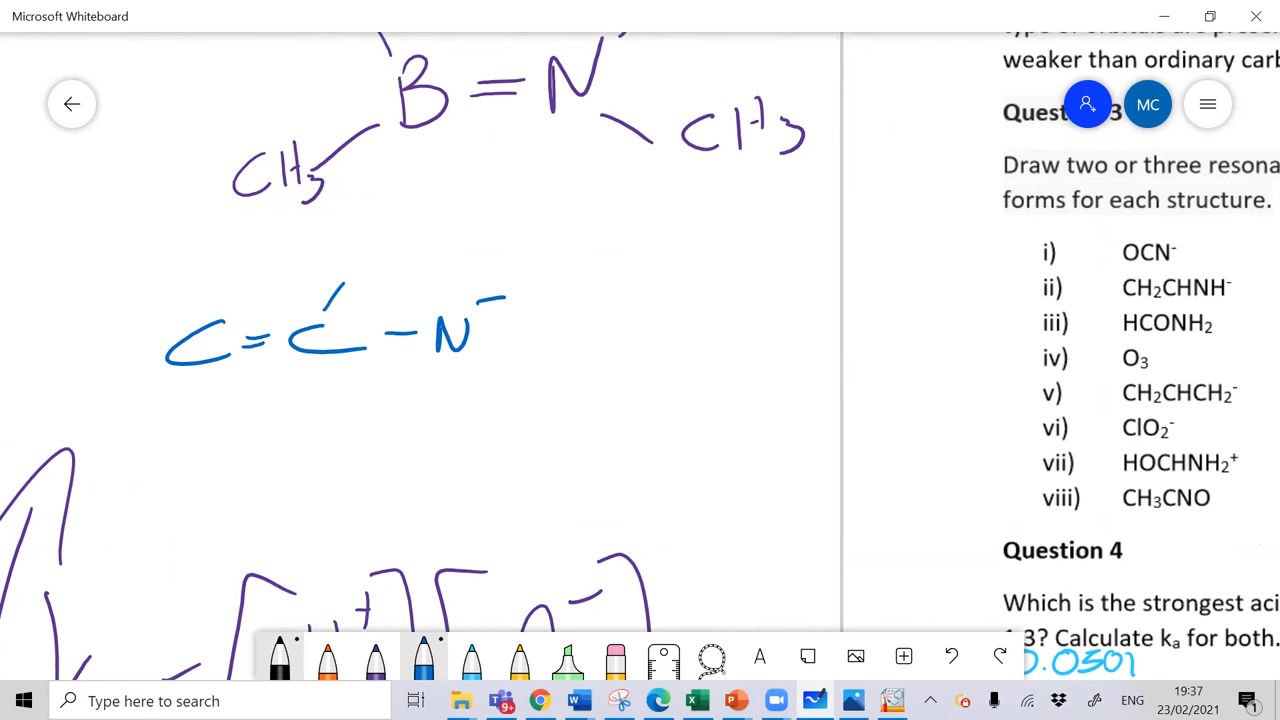 Microsoft Whiteboard
B = N
CH3
CH3
C = C - N⁻
weaker than ordinary carb
MC
3
Draw two or three resona
forms for each structure.
i) OCN⁻
ii) CH₂CHNH⁻
iii) HCONH₂
iv) O₃
v) CH₂CHCH₂⁻
vi) ClO₂⁻
vii) HOCHNH₂⁺
viii) CH₃CNO
Question 4
Which is the strongest aci
Calculate kₐ for both.
0.0501
A
9+
Type here to search
ENG
19:37
23/02/2021
1